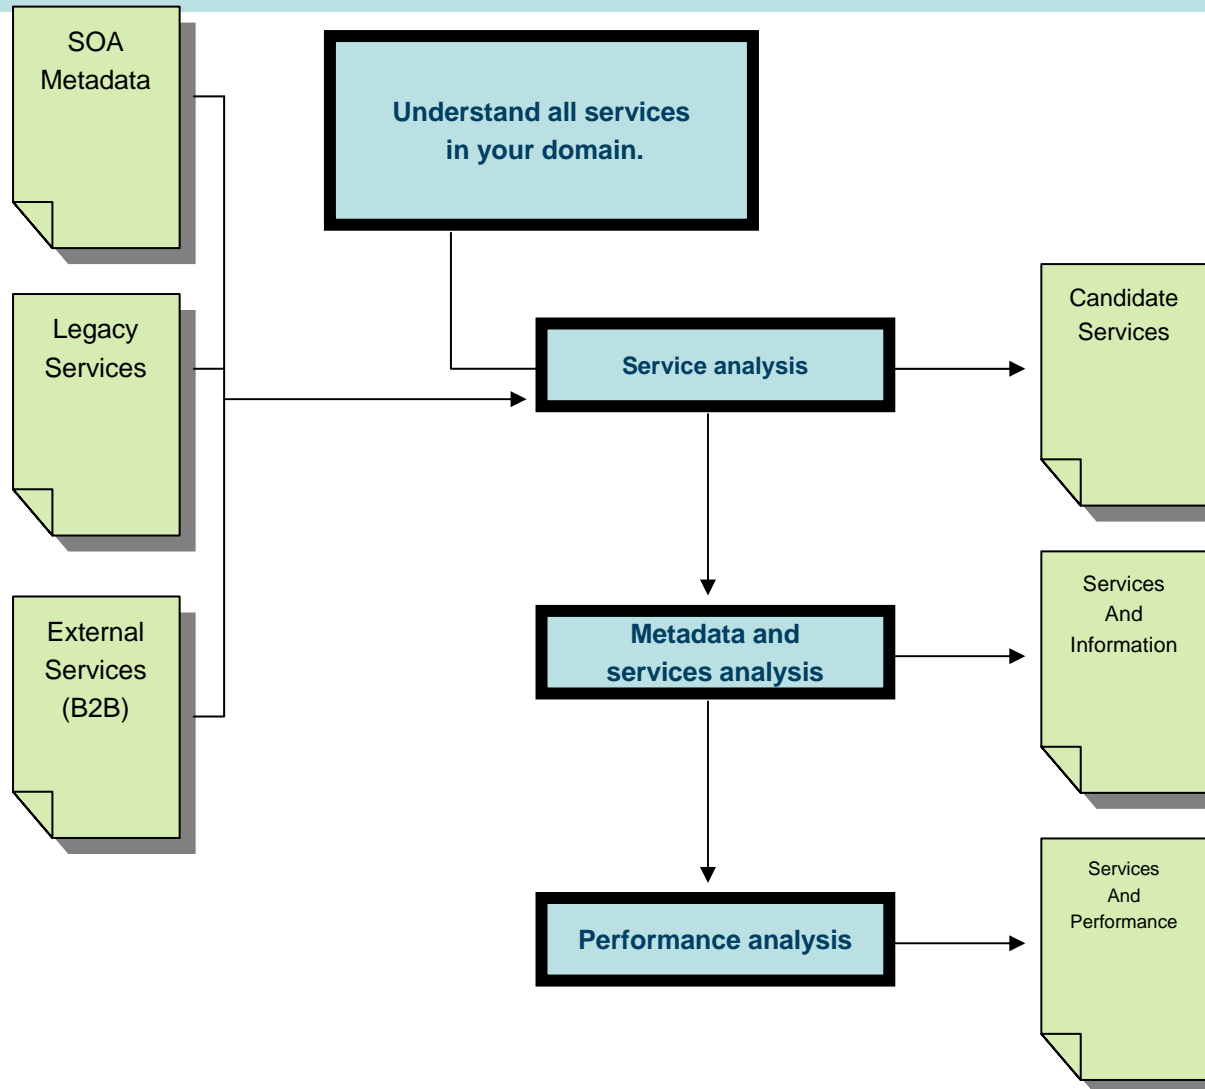 SOA
Metadata
Understand all services
in your domain.
Legacy
Services
Service analysis
Candidate
Services
External
Services
(B2B)
Metadata and
services analysis
Services
And
Information
Performance analysis
Services
And
Performance